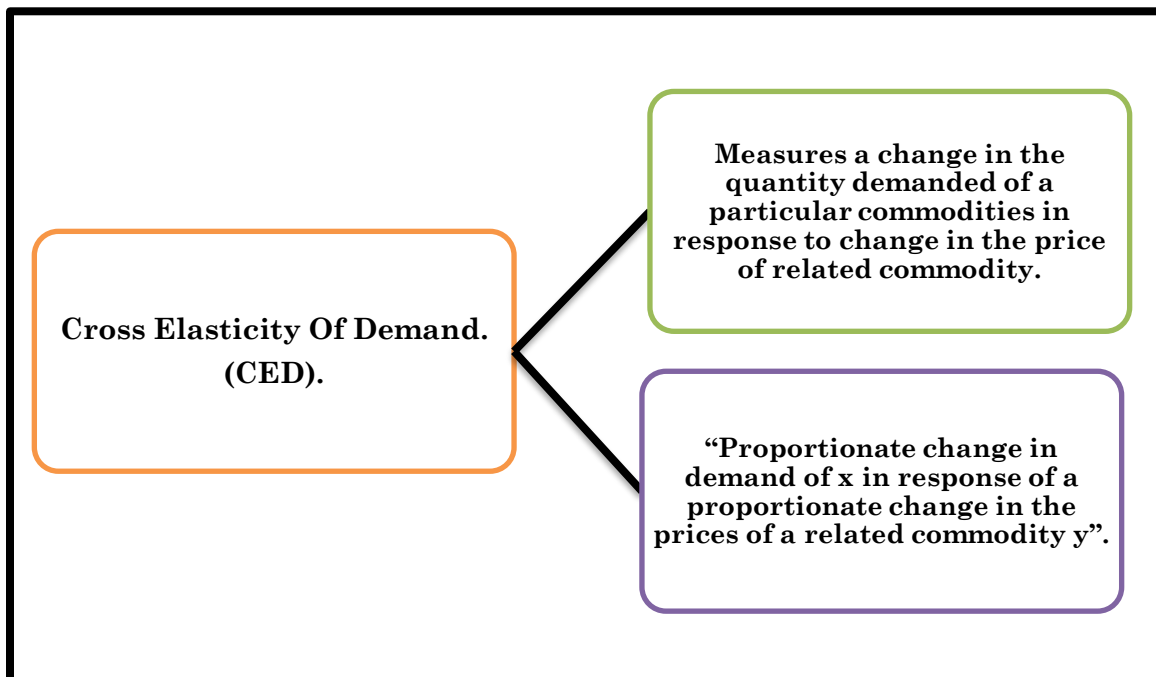 Cross Elasticity Of Demand.
(CED).
Measures a change in the
quantity demanded of a
particular commodities in
response to change in the price
of related commodity.
“Proportionate change in
demand of x in response of a
proportionate change in the
prices of a related commodity y”.